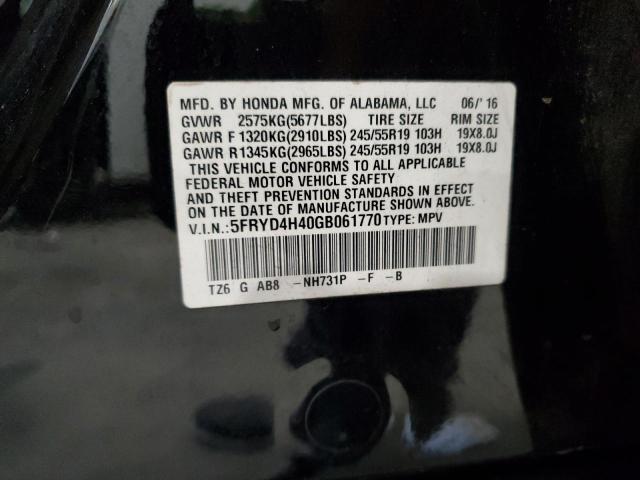 MFD. BY HONDA MFG. OF ALABAMA, LLC 06/'16
GVWR 2575KG(5677LBS) TIRE SIZE RIM SIZE
GAWR F 1320KG(2910LBS) 245/55R19 103H 19X8.0J
GAWR R1345KG(2965LBS) 245/55R19 103H 19X8.0J
THIS VEHICLE CONFORMS TO ALL APPLICABLE
FEDERAL MOTOR VEHICLE SAFETY
AND THEFT PREVENTION STANDARDS IN EFFECT
ON THE DATE OF MANUFACTURE SHOWN ABOVE.
V.I.N.:5FRYD4H40GB061770 TYPE: MPV
TZ6 G AB8 -NH731P -F -B